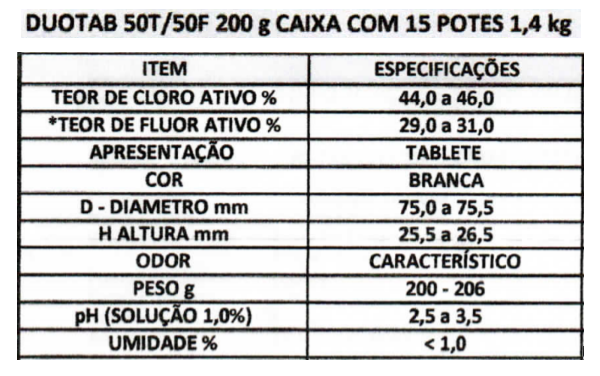 DUOTAB 50T/50F 200 g CAIXA COM 15 POTES 1,4 kg
ITEM ESPECIFICAÇÕES
TEOR DE CLORO ATIVO % 44,0 a 46,0
*TEOR DE FLUOR ATIVO % 29,0 a 31,0
APRESENTAÇÃO TABLETE
COR BRANCA
D - DIAMETRO mm 75,0 a 75,5
H ALTURA mm 25,5 a 26,5
ODOR CARACTERÍSTICO
PESO g 200 - 206
pH (SOLUÇÃO 1,0%) 2,5 a 3,5
UMIDADE % < 1,0